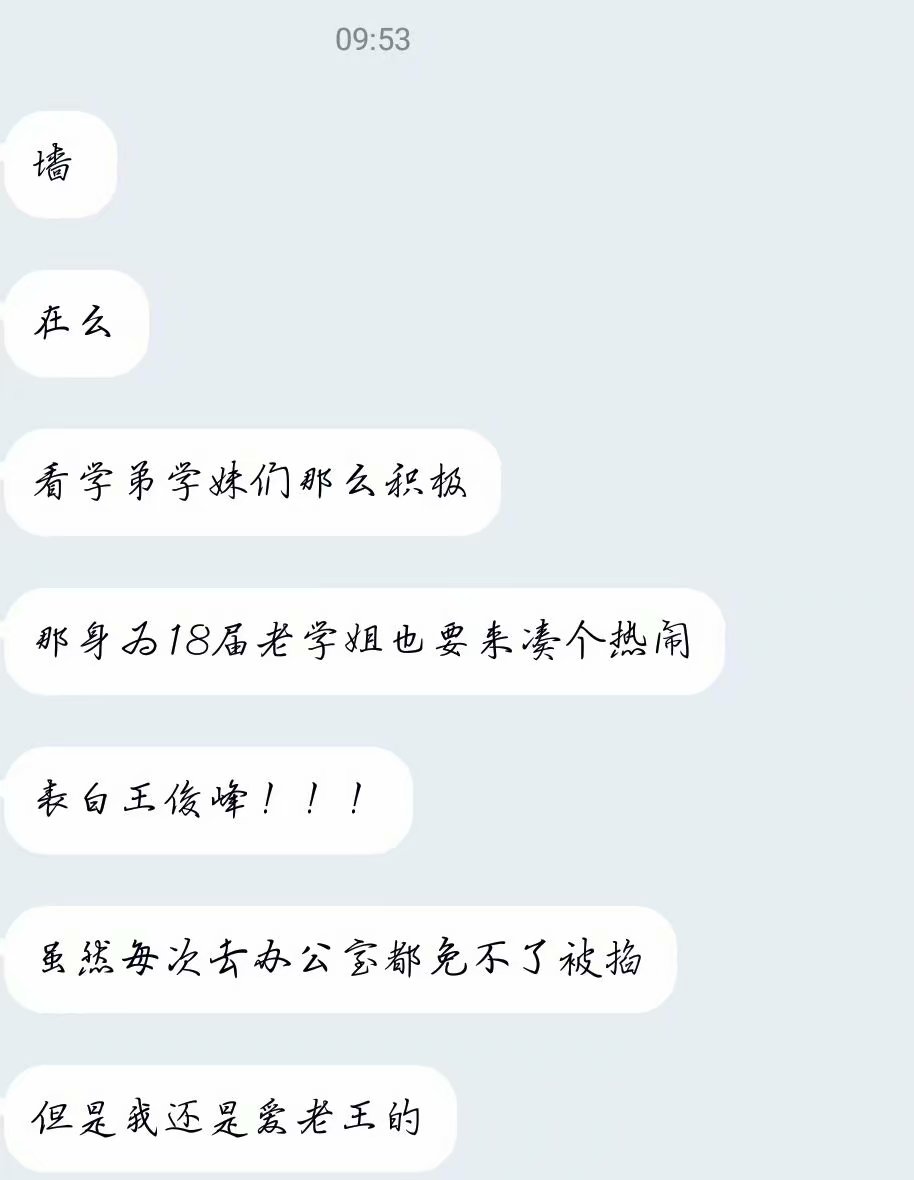 09:53
墙
在么
看学弟学妹们那么积极
那身为18届老学姐也要来凑个热闹
表白王俊峰！！！
虽然每次去办公室都免不了被掐
但是我还是爱老王的